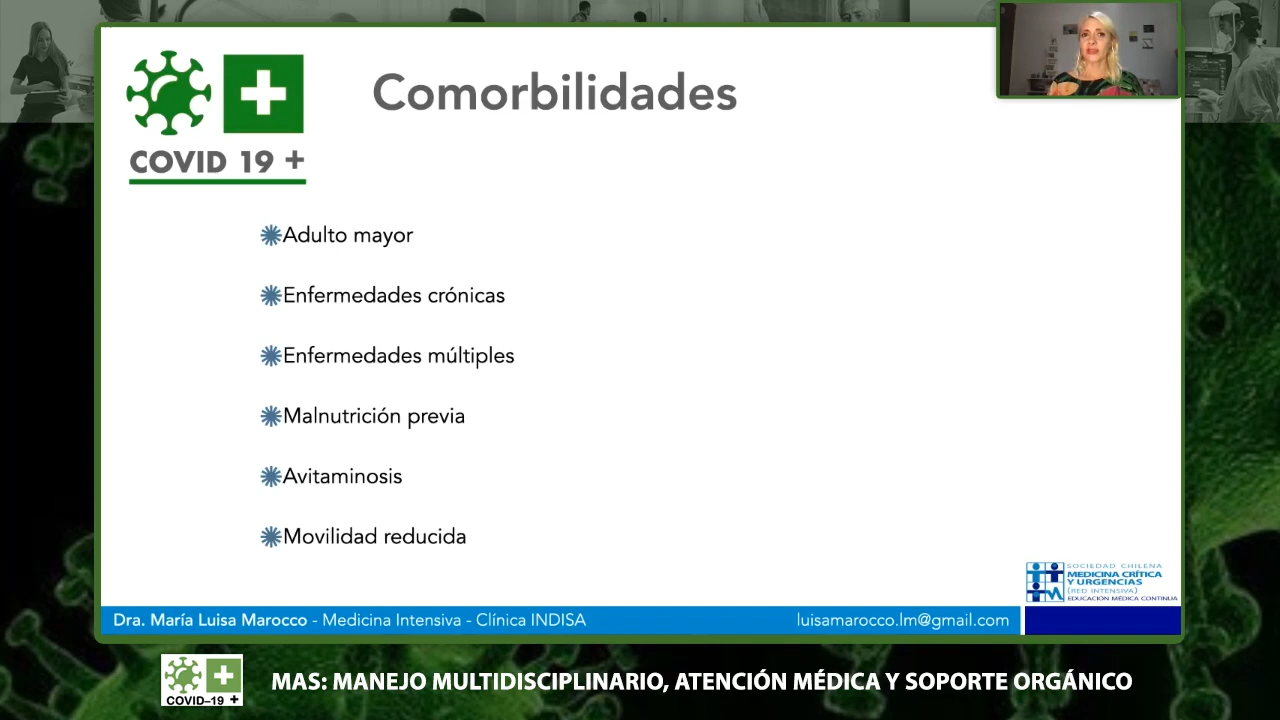 Comorbilidades
COVID 19 +
Adulto mayor
Enfermedades crónicas
Enfermedades múltiples
Malnutrición previa
Avitaminosis
Movilidad reducida
SOCIEDAD CHILENA
MEDICINA CRÍTICA
Y URGENCIAS
(RED INTENSIVA)
EDUCACIÓN MÉDICA CONTINUA
Dra. María Luisa Marocco - Medicina Intensiva - Clínica INDISA
luisamarocco.lm@gmail.com
COVID-19 +
MAS: MANEJO MULTIDISCIPLINARIO, ATENCIÓN MÉDICA Y SOPORTE ORGÁNICO